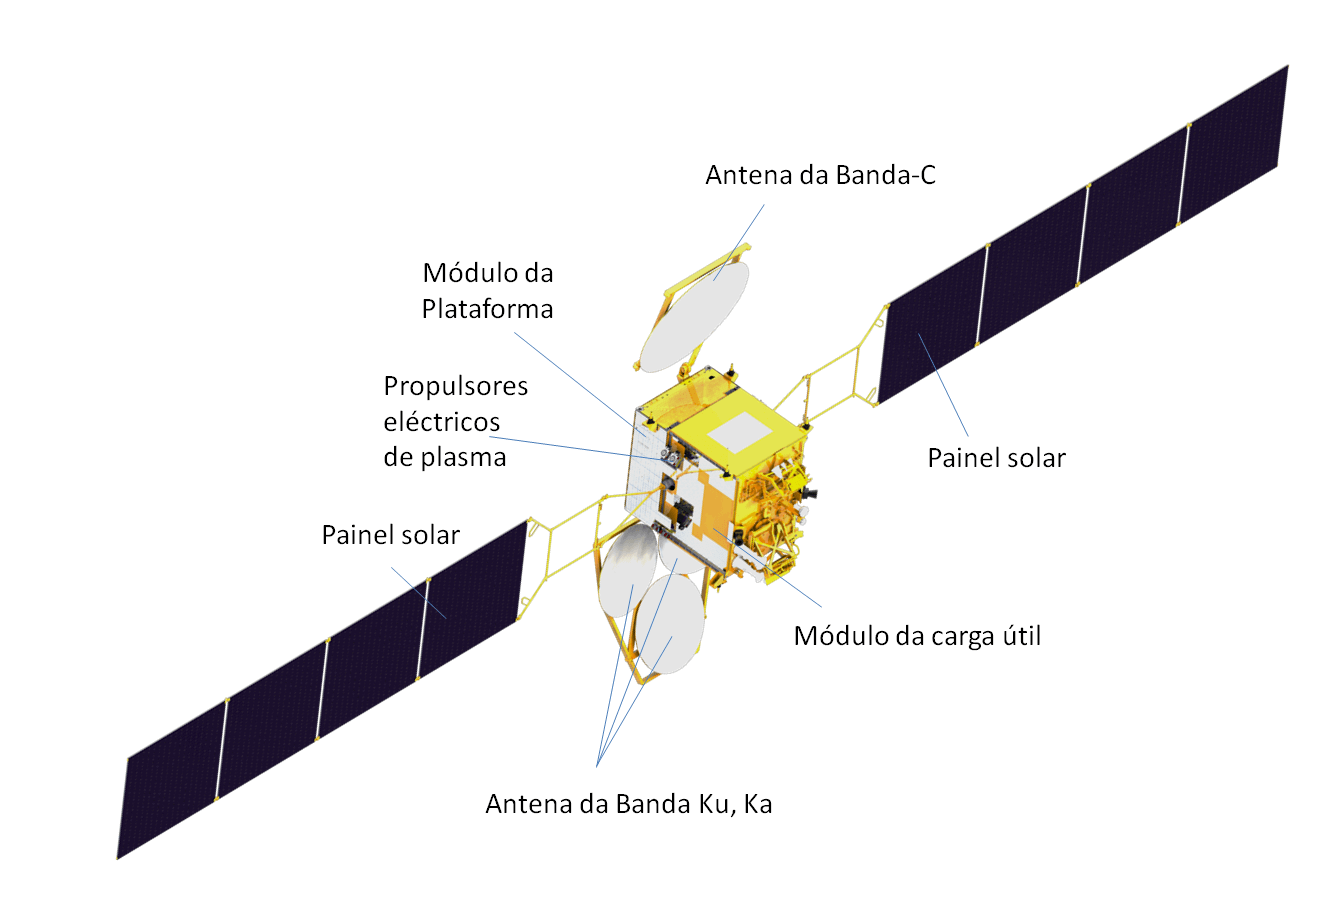 Antena da Banda-C
Módulo da
Plataforma
Propulsores
eléctricos
de plasma
Painel solar
Painel solar
Módulo da carga útil
Antena da Banda Ku, Ka